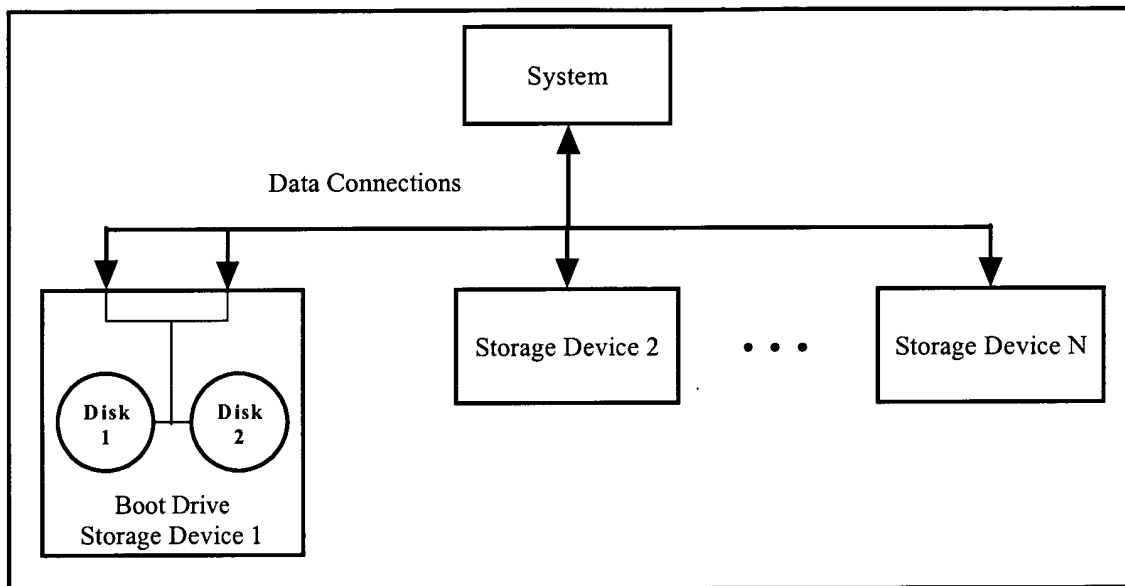 System
Data Connections
Storage Device 2
• • •
Storage Device N
Disk
1
Disk
2
Boot Drive
Storage Device 1